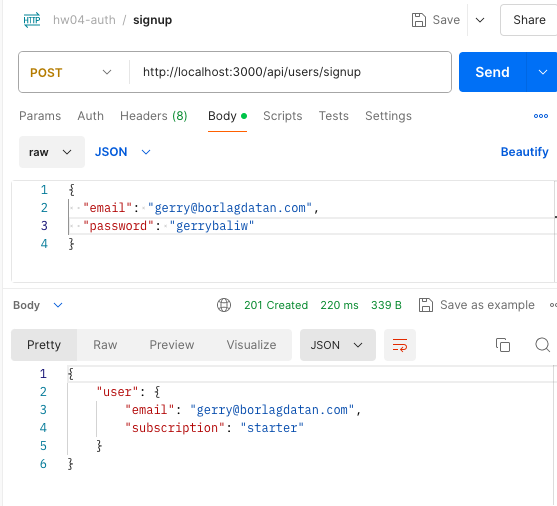 HTTP hw04-auth / signup Save Share
POST http://localhost:3000/api/users/signup Send
Params Auth Headers (8) Body Scripts Tests Settings
raw JSON Beautify
1 {
2 "email": "gerry@borlagdatan.com",
3 "password": "gerrybaliw"
4 }
Body 201 Created 220 ms 339 B Save as example
Pretty Raw Preview Visualize JSON
1 {
2 "user": {
3 "email": "gerry@borlagdatan.com",
4 "subscription": "starter"
5 }
6 }